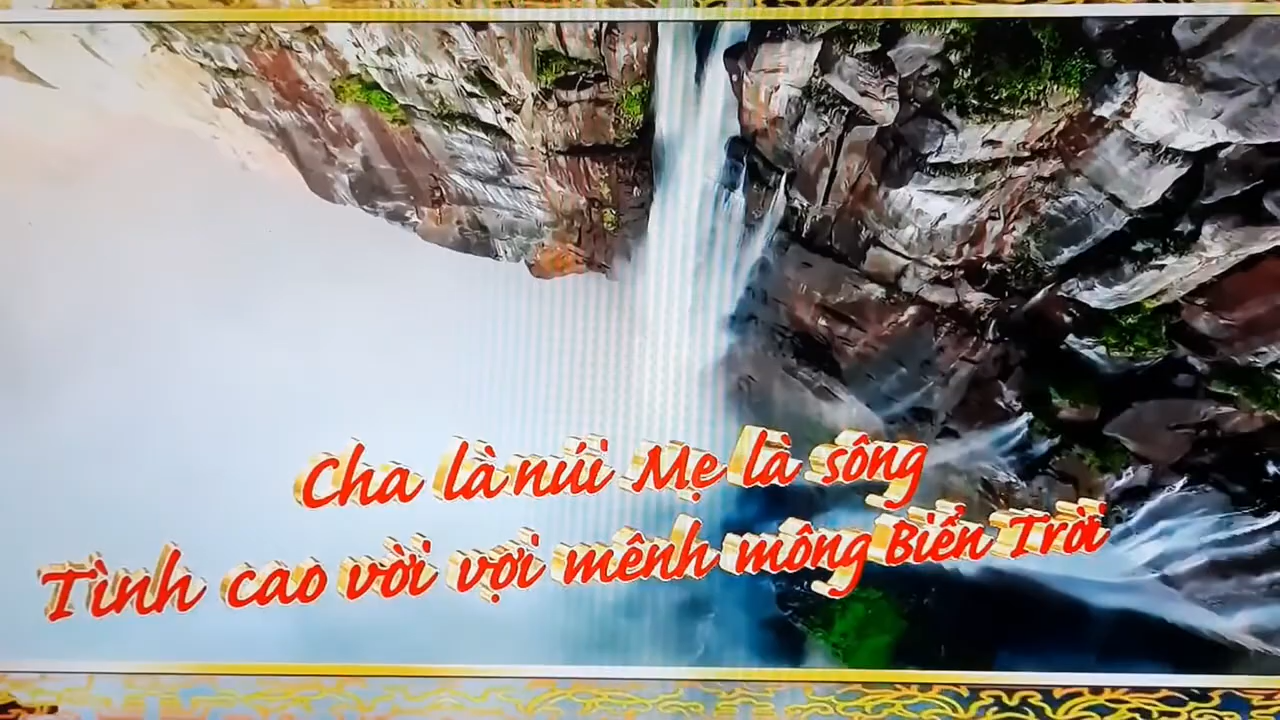 Cha là núi Mẹ là sông
Tình cao vời vợi mênh mông Biển Trời